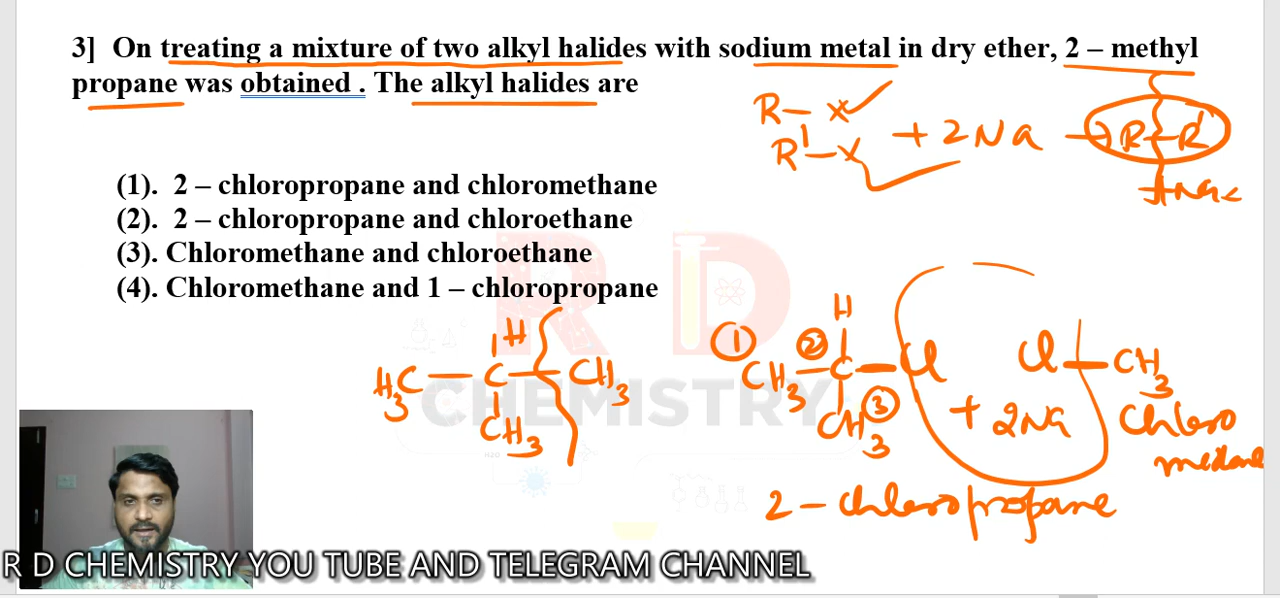 3] On treating a mixture of two alkyl halides with sodium metal in dry ether, 2 – methyl
propane was obtained . The alkyl halides are
R – X
R' – X + 2Na → R – R'
(1). 2 – chloropropane and chloromethane
(2). 2 – chloropropane and chloroethane
(3). Chloromethane and chloroethane
(4). Chloromethane and 1 – chloropropane
RD
CHEMISTRY
H
H₃C – C – CH₃
CH₃
H
① ②
CH₃ – C – Cl Cl – CH₃
CH₃ ③ + 2Na Chloro
methane
2 – chloropropane
R D CHEMISTRY YOU TUBE AND TELEGRAM CHANNEL